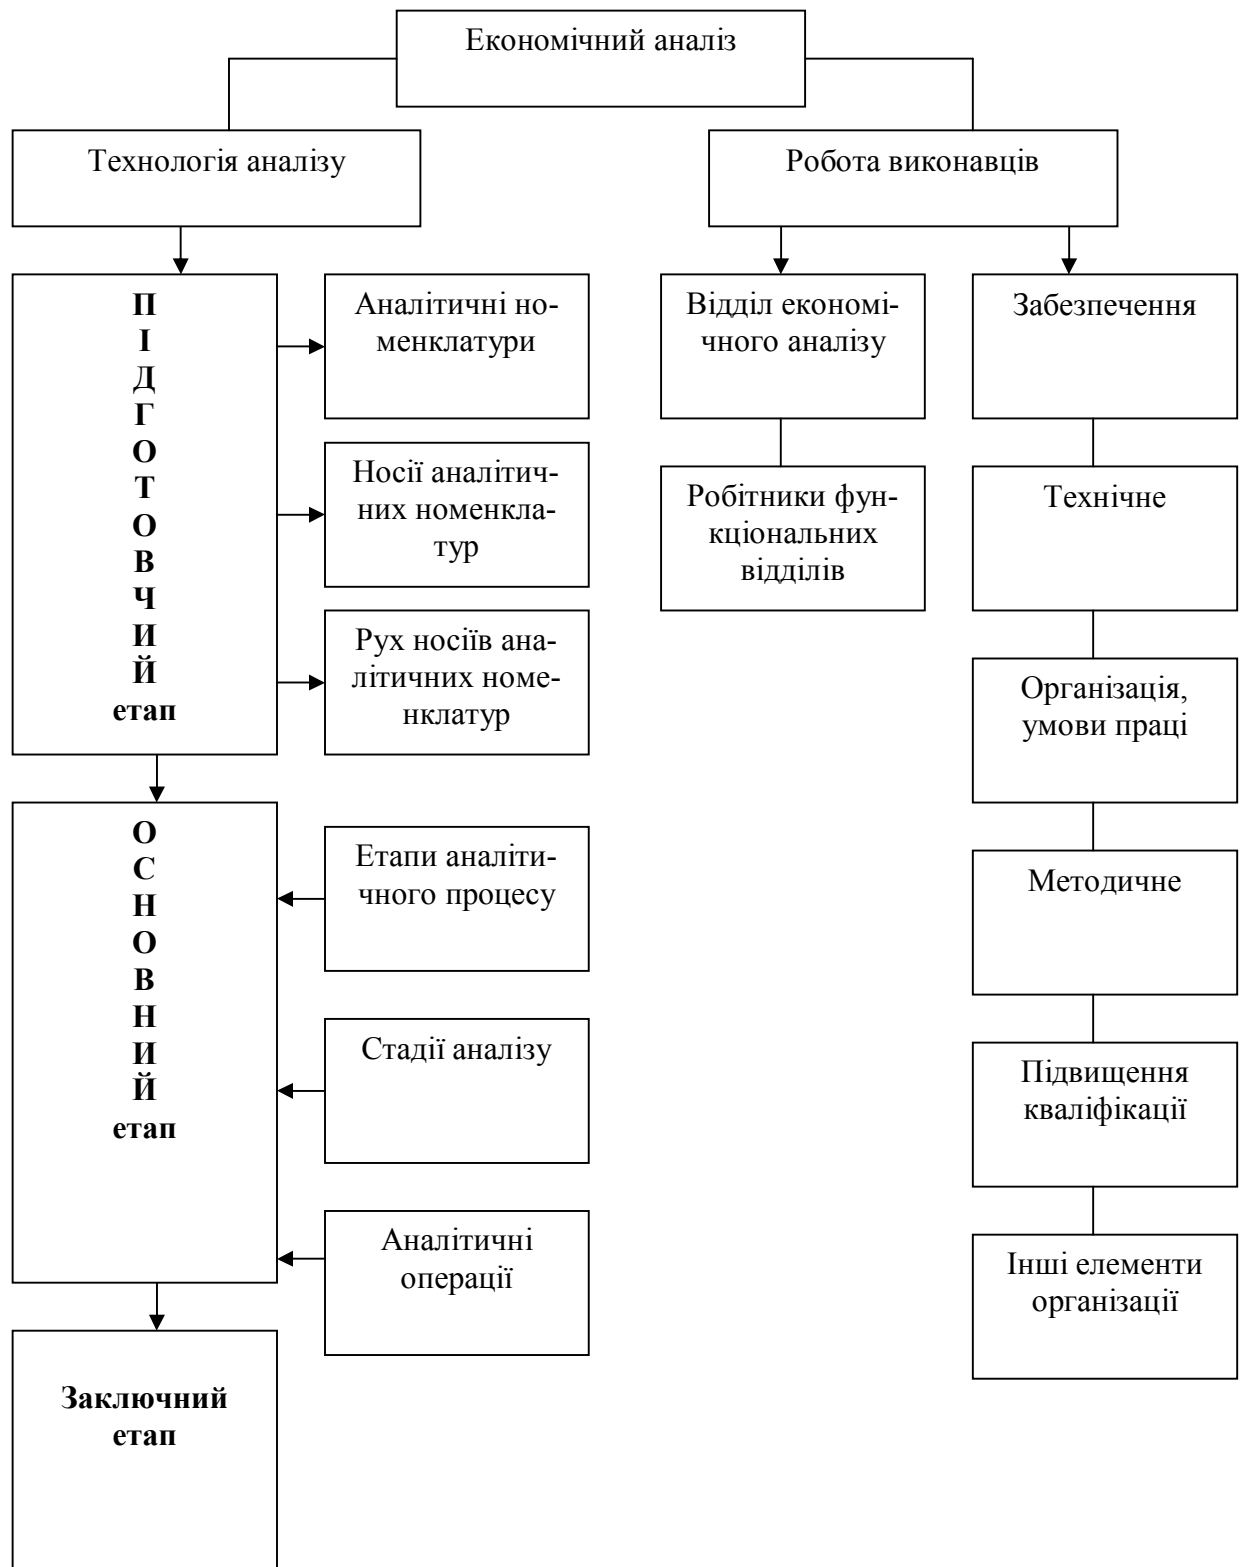 Економічний аналіз
Технологія аналізу
Робота виконавців
П
І
Д
Г
О
Т
О
В
Ч
И
Й
етап
Аналітичні но-
менклатури
Носії аналітич-
них номенкла-
тур
Рух носіїв ана-
літичних номе-
нклатур
О
С
Н
О
В
Н
И
Й
етап
Етапи аналіти-
чного процесу
Стадії аналізу
Аналітичні
операції
Заключний
етап
Відділ економі-
чного аналізу
Робітники фун-
кціональних
відділів
Забезпечення
Технічне
Організація,
умови праці
Методичне
Підвищення
кваліфікації
Інші елементи
організації